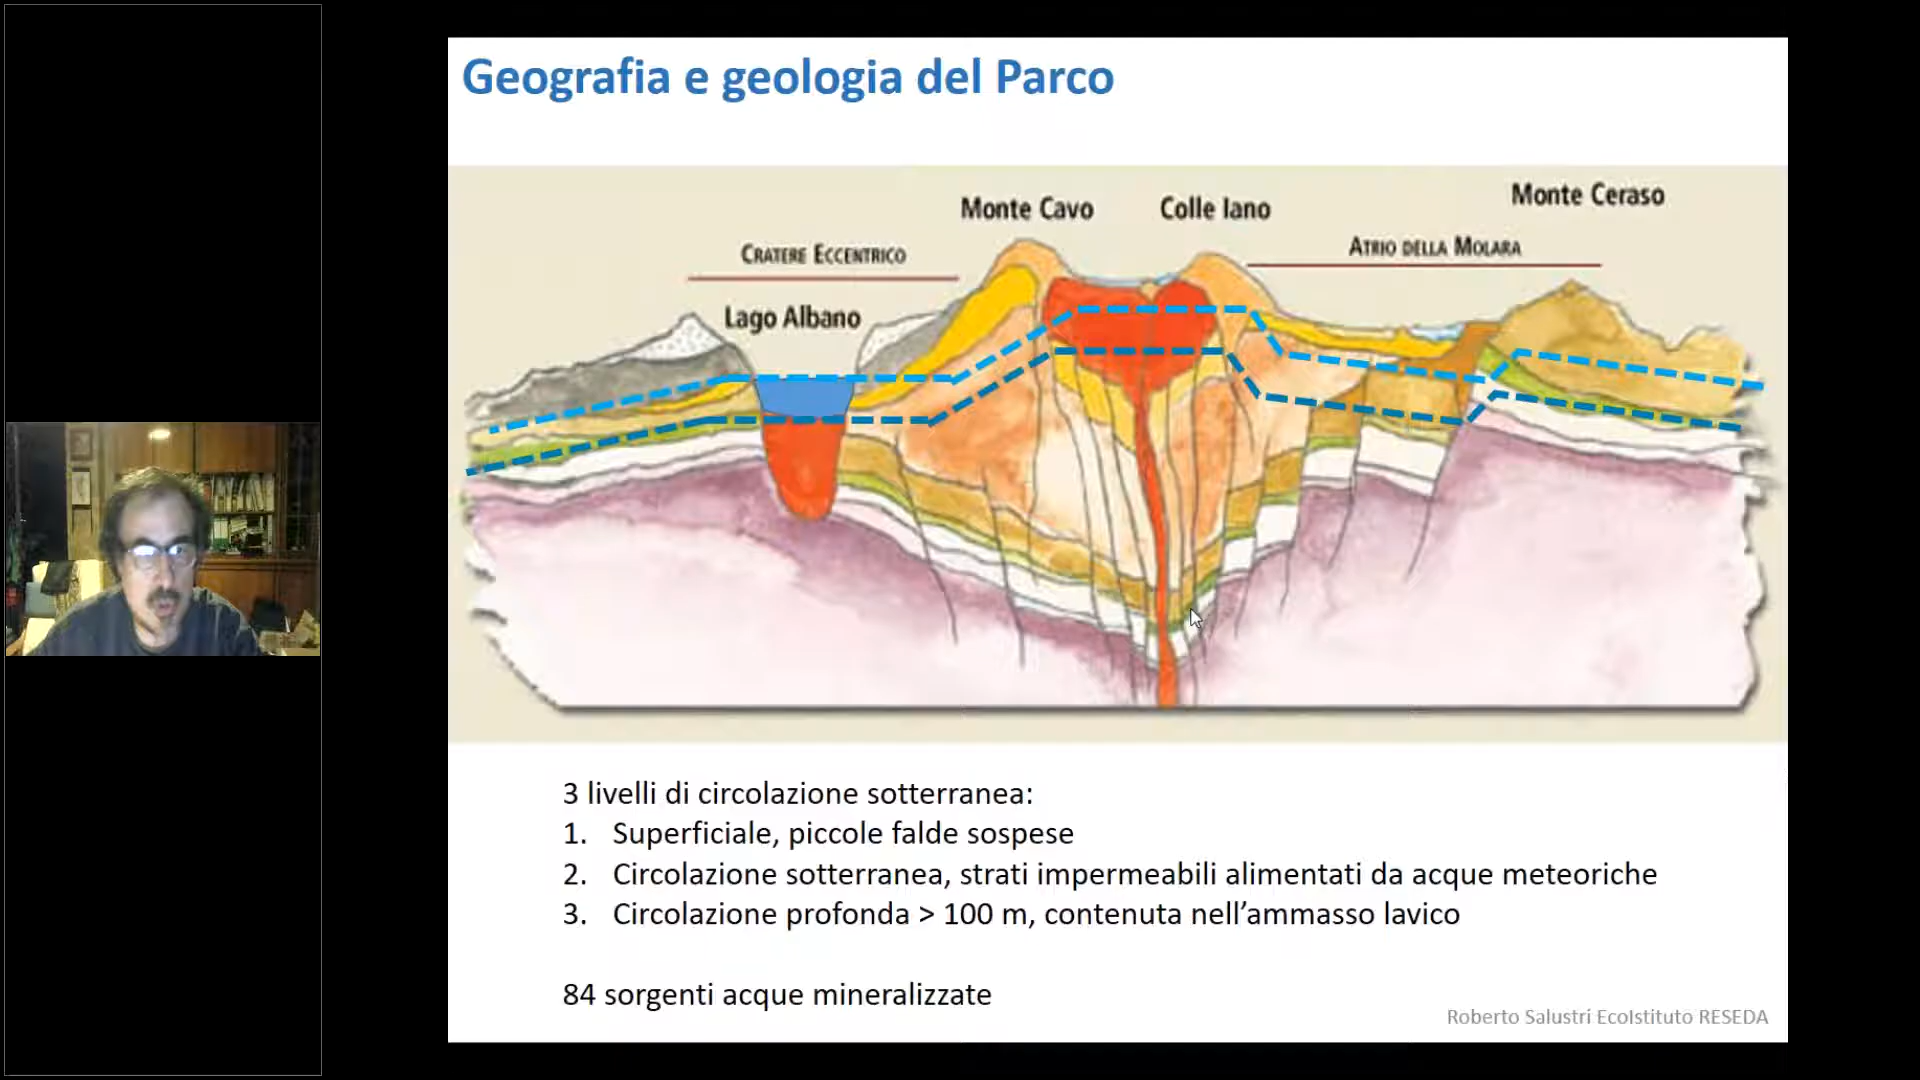 Geografia e geologia del Parco
Monte Cavo
Colle Iano
Monte Ceraso
CRATERE ECCENTRICO
ATRIO DELLA MOLARA
Lago Albano
3 livelli di circolazione sotterranea:
1. Superficiale, piccole falde sospese
2. Circolazione sotterranea, strati impermeabili alimentati da acque meteoriche
3. Circolazione profonda > 100 m, contenuta nell’ammasso lavico
84 sorgenti acque mineralizzate
Roberto Salustri EcoIstituto RESEDA